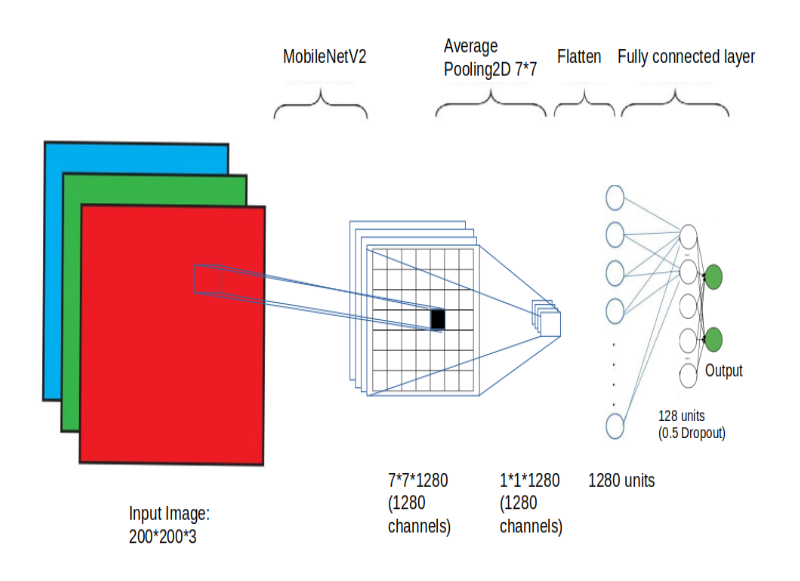 MobileNetV2
Average
Pooling2D 7*7
Flatten
Fully connected layer
Output
128 units
(0.5 Dropout)
7*7*1280
(1280
channels)
1*1*1280
(1280
channels)
1280 units
Input Image:
200*200*3